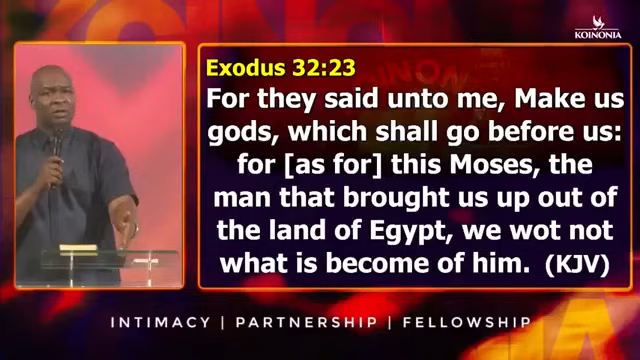 KOINONIA
Exodus 32:23
For they said unto me, Make us
gods, which shall go before us:
for [as for] this Moses, the
man that brought us up out of
the land of Egypt, we wot not
what is become of him. (KJV)
INTIMACY | PARTNERSHIP | FELLOWSHIP